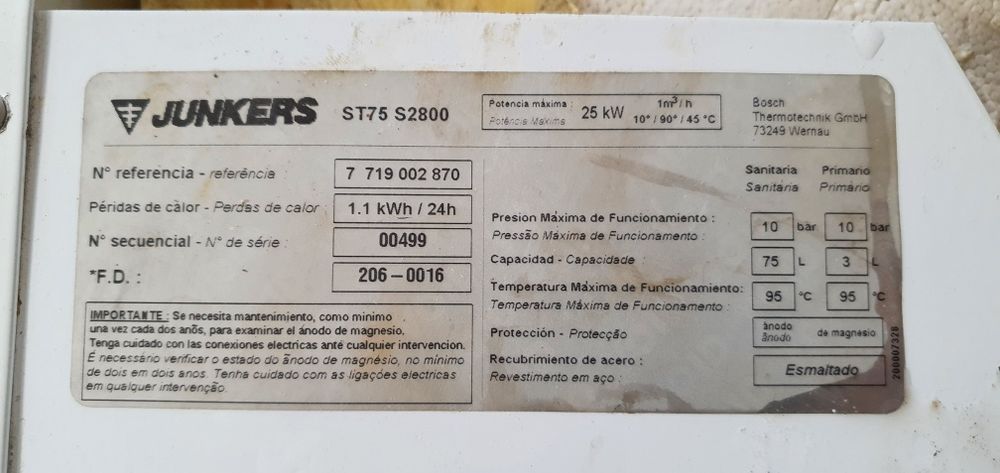 JUNKERS ST75 S2800
Potencia máxima : 25 kW 1m³/h
Potência Máxima 10°/90°/45 °C
Bosch
Thermotechnik GmbH
73249 Wernau
N° referencia - referência : 7 719 002 870
Péridas de calor - Perdas de calor : 1.1 kWh / 24h
N° secuencial - N° de série : 00499
*F.D. : 206-0016
IMPORTANTE : Se necesita mantenimiento, como minimo
una vez cada dos anõs, para examinar el ánodo de magnesio.
Tenga cuidado con las conexiones electricas anté cualquier intervencion.
É necessário verificar o estado do ãnodo de magnésio, no mínimo
de dois em dois anos. Tenha cuidado com as ligações electricas
em qualquer intervenção.
Sanitaria Primario
Sanitária Primário
Presion Máxima de Funcionamiento : 10 bar 10 bar
Pressão Máxima de Funcionamento :
Capacidad - Capacidade : 75 L 3 L
Temperatura Máxima de Funcionamiento: 95 °C 95 °C
Temperatura Máxima de Funcionamento :
Protección - Protecção ánodo de magnesio
ãnodo
Recubrimiento de acero : Esmaltado
Revestimento em aço :
200007328